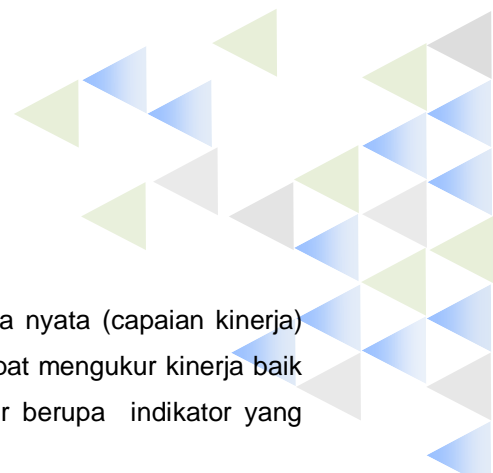 a nyata (capaian kinerja)
pat mengukur kinerja baik
r berupa indikator yang